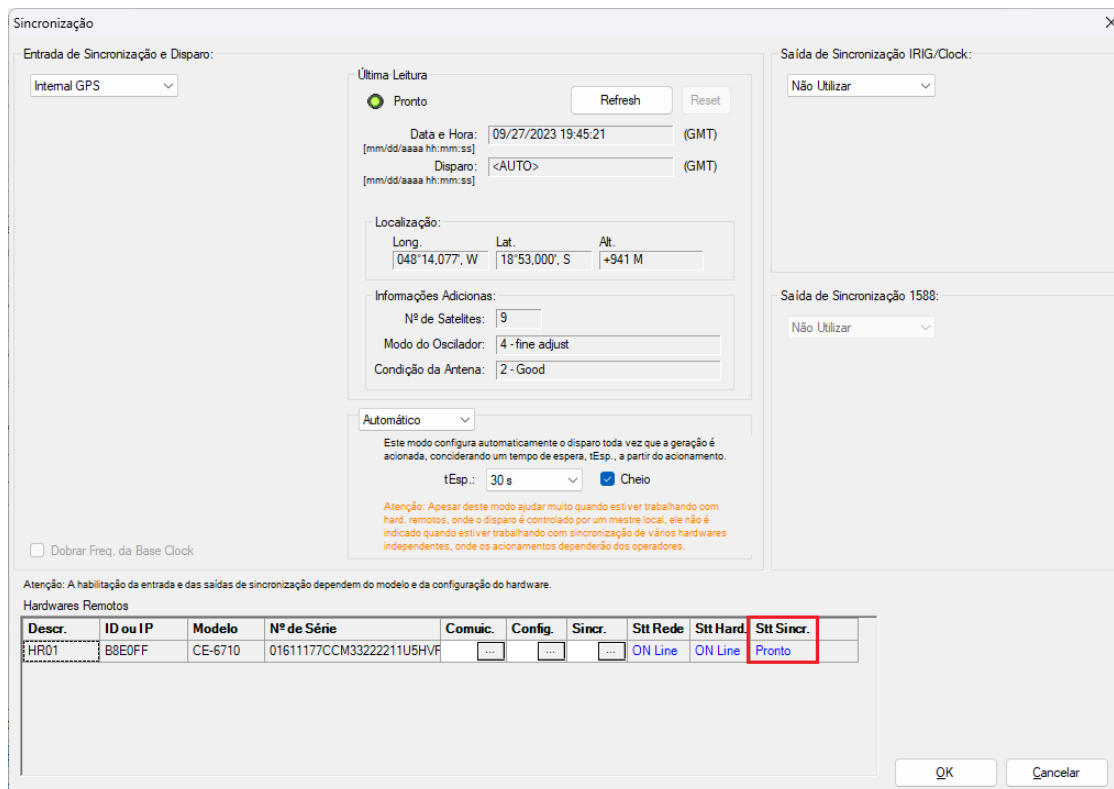 Sincronização
Entrada de Sincronização e Disparo:
Internal GPS
Última Leitura
Pronto
Refresh
Reset
Data e Hora: 09/27/2023 19:45:21 (GMT)
[mm/dd/aaaa hh:mm:ss]
Disparo: <AUTO> (GMT)
[mm/dd/aaaa hh:mm:ss]
Localização:
Long. Lat. Alt.
048°14,077', W 18°53,000', S +941 M
Informações Adicionas:
Nº de Satelites: 9
Modo do Oscilador: 4 - fine adjust
Condição da Antena: 2 - Good
Automático
Este modo configura automaticamente o disparo toda vez que a geração é
acionada, conciderando um tempo de espera, tEsp., a partir do acionamento.
tEsp.: 30 s Cheio
Atenção: Apesar deste modo ajudar muito quando estiver trabalhando com
hard. remotos, onde o disparo é controlado por um mestre local, ele não é
indicado quando estiver trabalhando com sincronização de vários hardwares
independentes, onde os acionamentos dependerão dos operadores.
Dobrar Freq. da Base Clock
Saída de Sincronização IRIG/Clock:
Não Utilizar
Saída de Sincronização 1588:
Não Utilizar
Atenção: A habilitação da entrada e das saídas de sincronização dependem do modelo e da configuração do hardware.
Hardwares Remotos
Descr. ID ou IP Modelo Nº de Série Comuic. Config. Sincr. Stt Rede Stt Hard. Stt Sincr.
HR01 B8E0FF CE-6710 01611177CCM33222211U5HVF ... ... ... ON Line ON Line Pronto
OK Cancelar